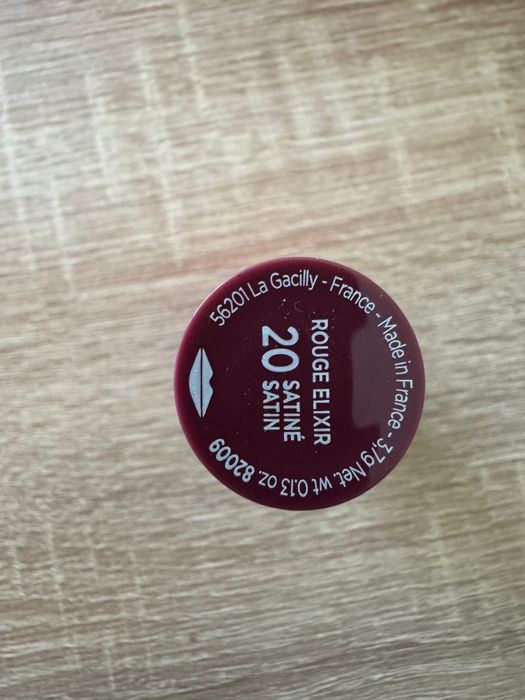 56201 La Gacilly - France - Made in France - 3,7g Net. wt 0.13 oz. 82009
ROUGE ELIXIR
20 SATINÉ
SATIN